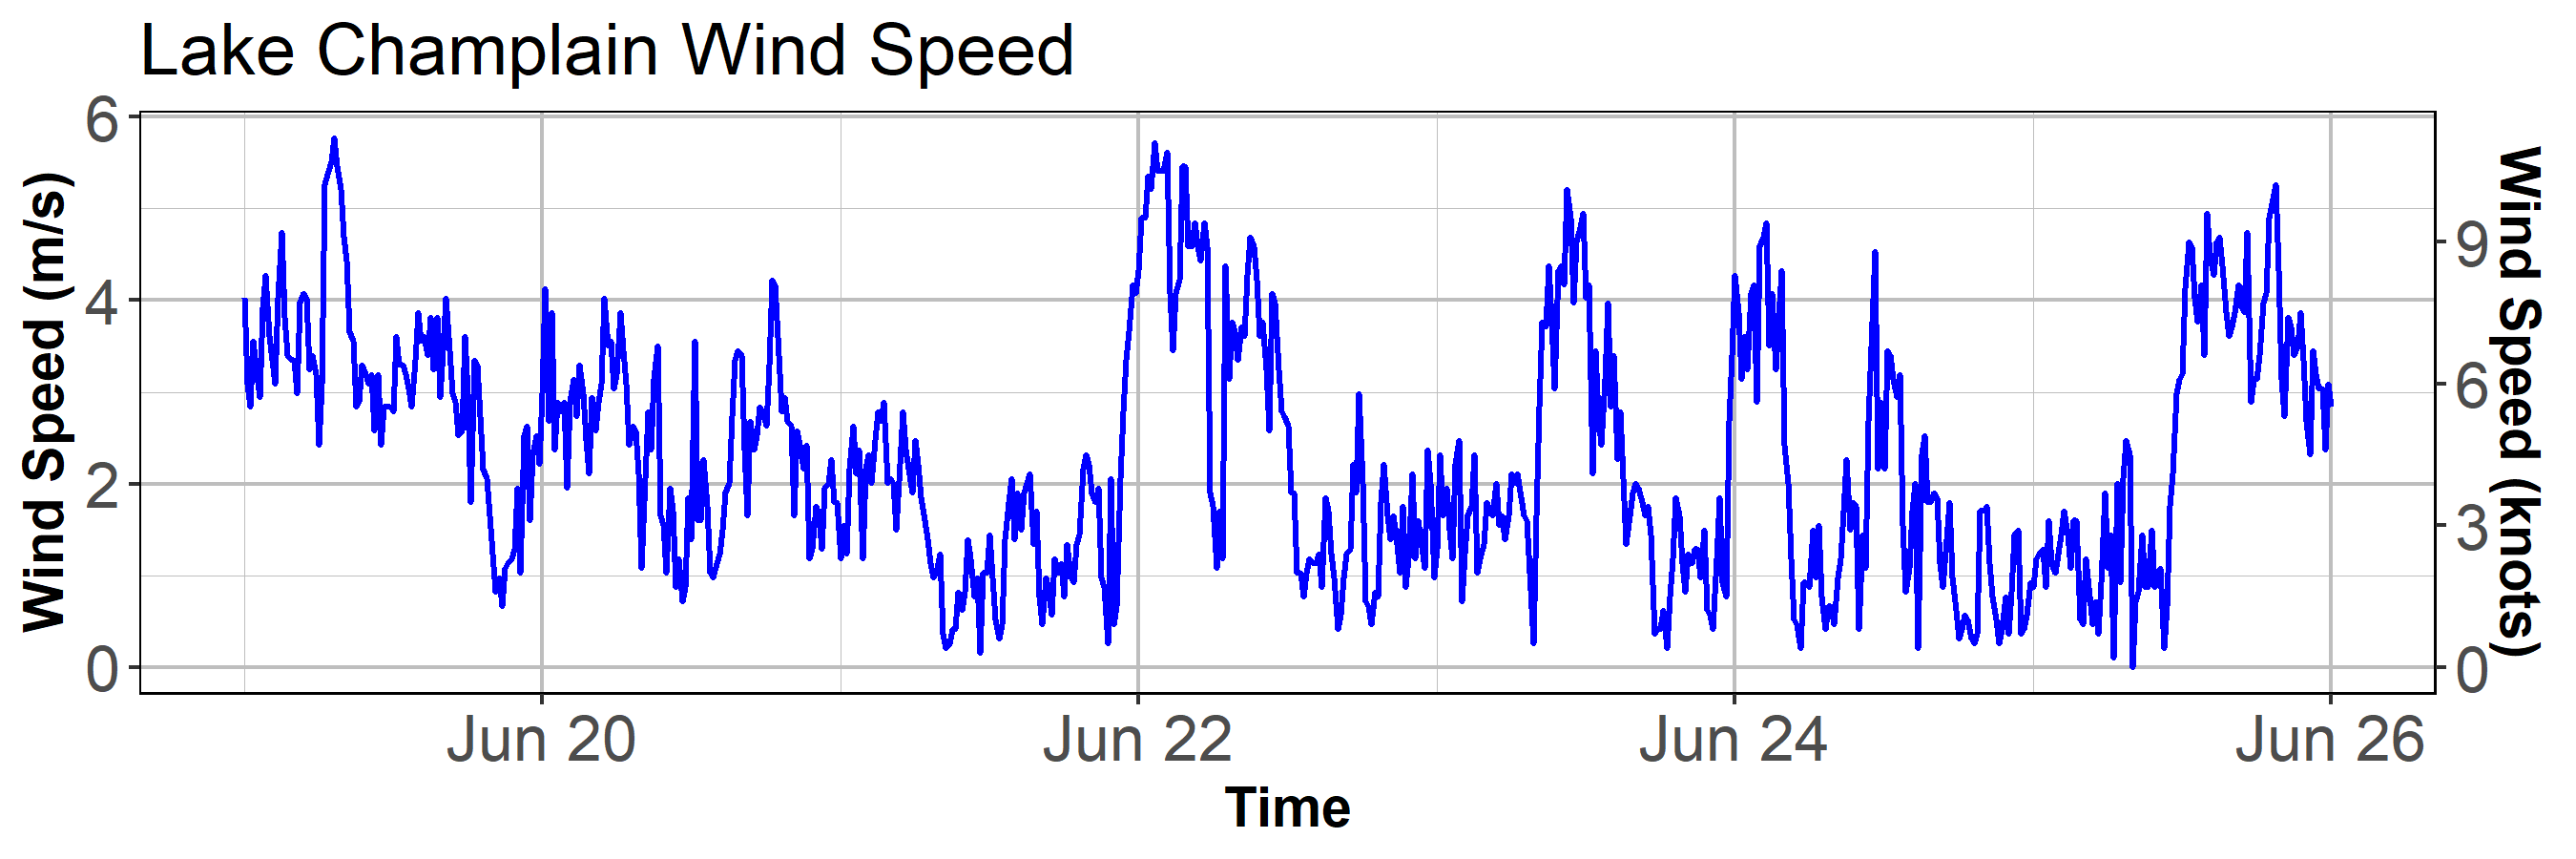 Lake Champlain Wind Speed
Wind Speed (m/s)
6
4
2
0
Wind Speed (knots)
9
6
3
0
Jun 20
Jun 22
Jun 24
Jun 26
Time